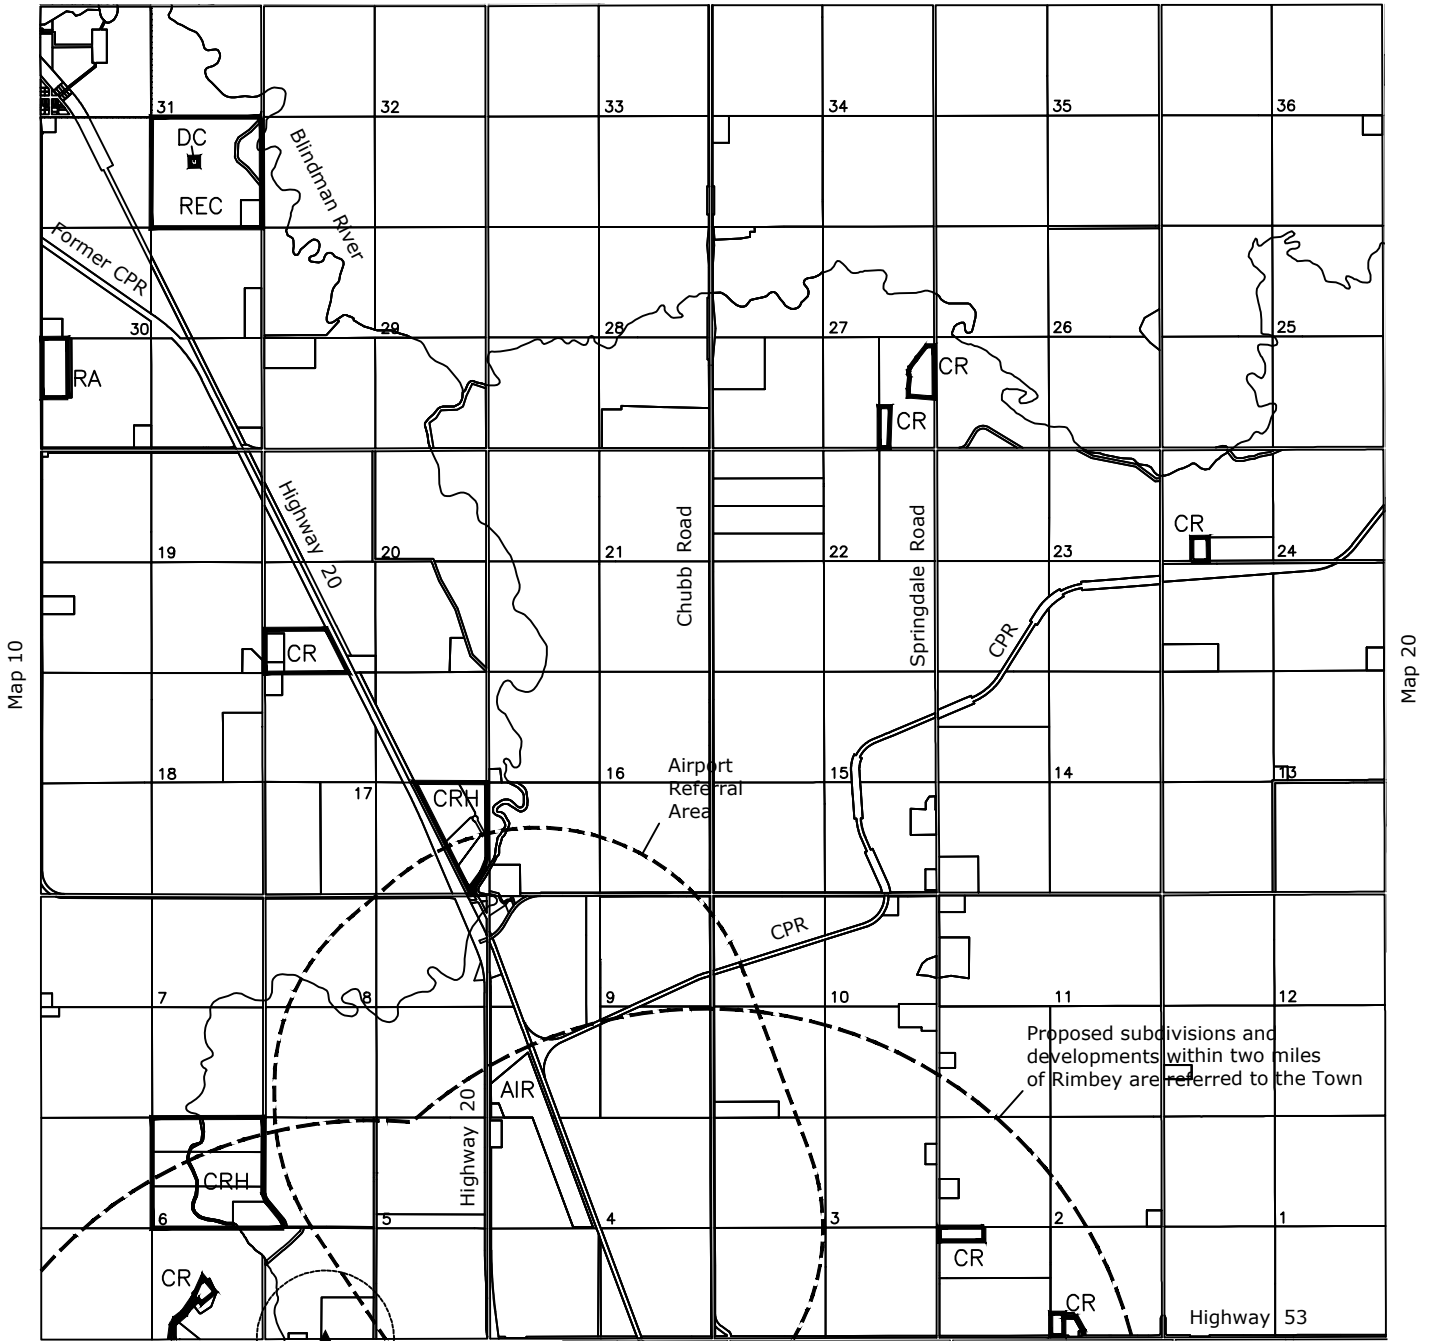 31
32
33
34
35
36
DC
REC
Blindman River
Former CPR
30
29
28
27
26
25
RA
CR
CR
Highway 20
Chubb Road
Springdale Road
CR
19
20
21
22
23
24
CPR
CR
Map 10
Map 20
18
17
16
15
14
13
CRH
Airport
Referral
Area
CPR
7
8
9
10
11
12
Proposed subdivisions and
developments within two miles
of Rimbey are referred to the Town
AIR
Highway 20
CRH
6
5
4
3
2
1
CR
CR
CR
Highway 53